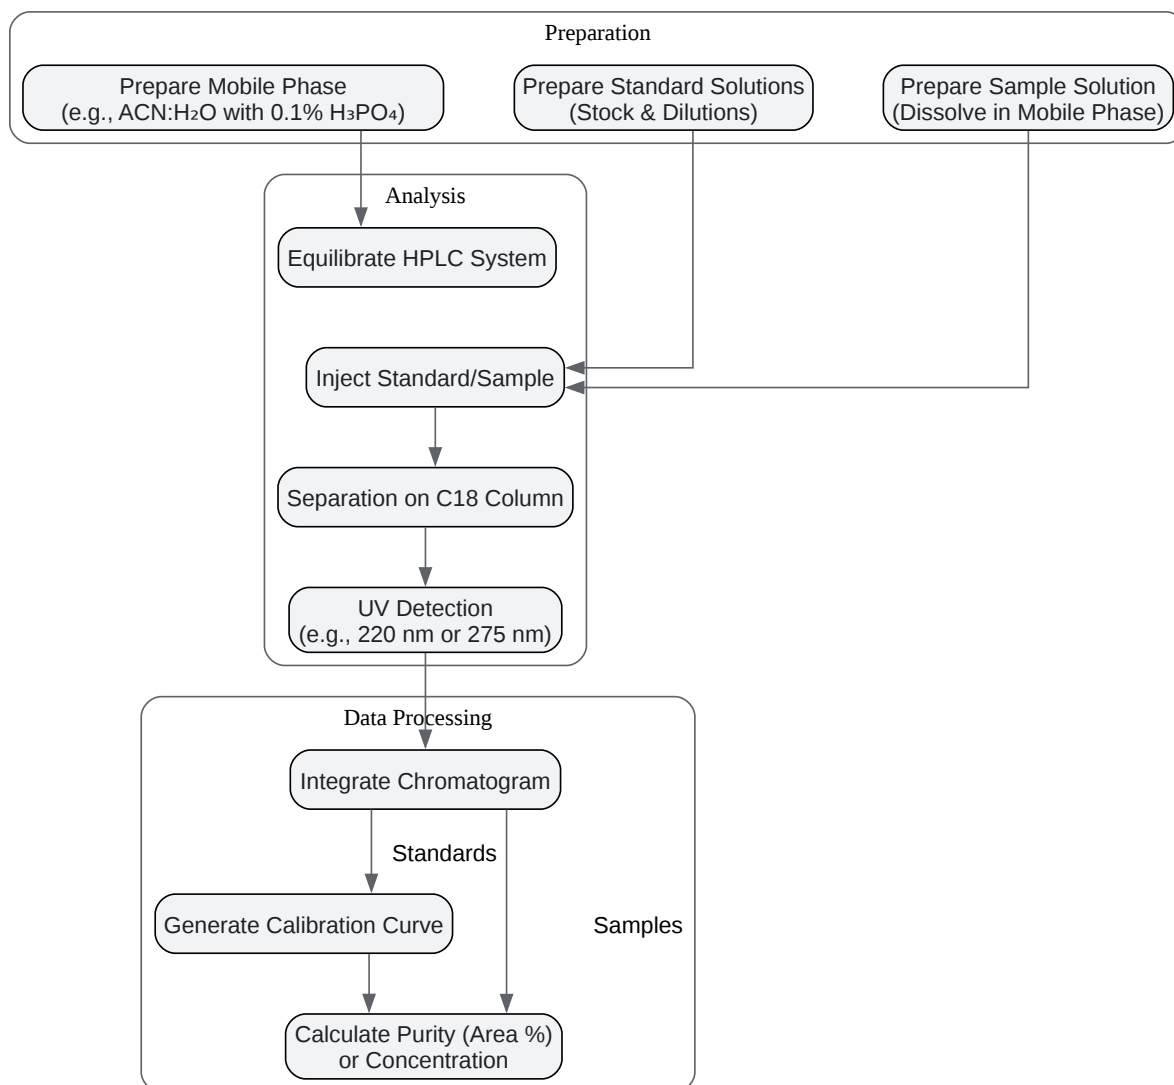 Preparation
Prepare Mobile Phase
(e.g., ACN:H₂O with 0.1% H₃PO₄)
Prepare Standard Solutions
(Stock & Dilutions)
Prepare Sample Solution
(Dissolve in Mobile Phase)
Analysis
Equilibrate HPLC System
Inject Standard/Sample
Separation on C18 Column
UV Detection
(e.g., 220 nm or 275 nm)
Data Processing
Integrate Chromatogram
Standards
Generate Calibration Curve
Samples
Calculate Purity (Area %)
or Concentration